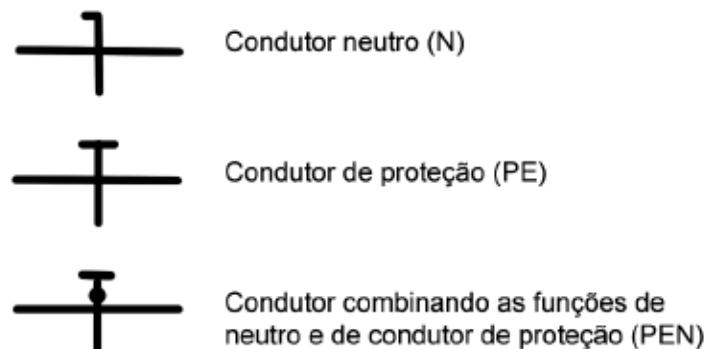 Condutor neutro (N)
Condutor de proteção (PE)
Condutor combinando as funções de
neutro e de condutor de proteção (PEN)